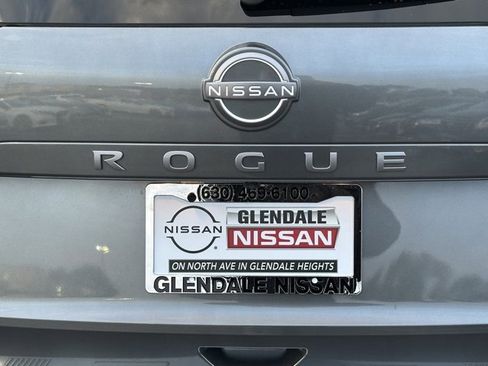 NISSAN
ROGUE
(630) 469-6100
NISSAN
GLENDALE
NISSAN
ON NORTH AVE IN GLENDALE HEIGHTS
GLENDALE NISSAN